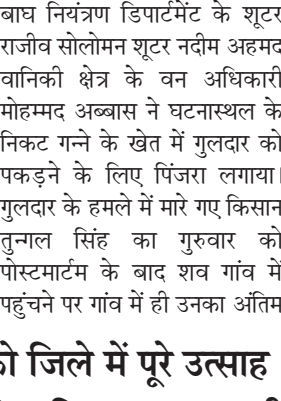 बाघ नियंत्रण डिपार्टमेंट के शूटर
राजीव सोलोमन शूटर नदीम अहमद
वानिकी क्षेत्र के वन अधिकारी
मोहम्मद अब्बास ने घटनास्थल के
निकट गन्ने के खेत में गुलदार को
पकड़ने के लिए पिंजरा लगाया।
गुलदार के हमले में मारे गए किसान
तुन्गल सिंह का गुरुवार को
पोस्टमार्टम के बाद शव गांव में
पहुंचने पर गांव में ही उनका अंतिम
को जिले में पूरे उत्साह